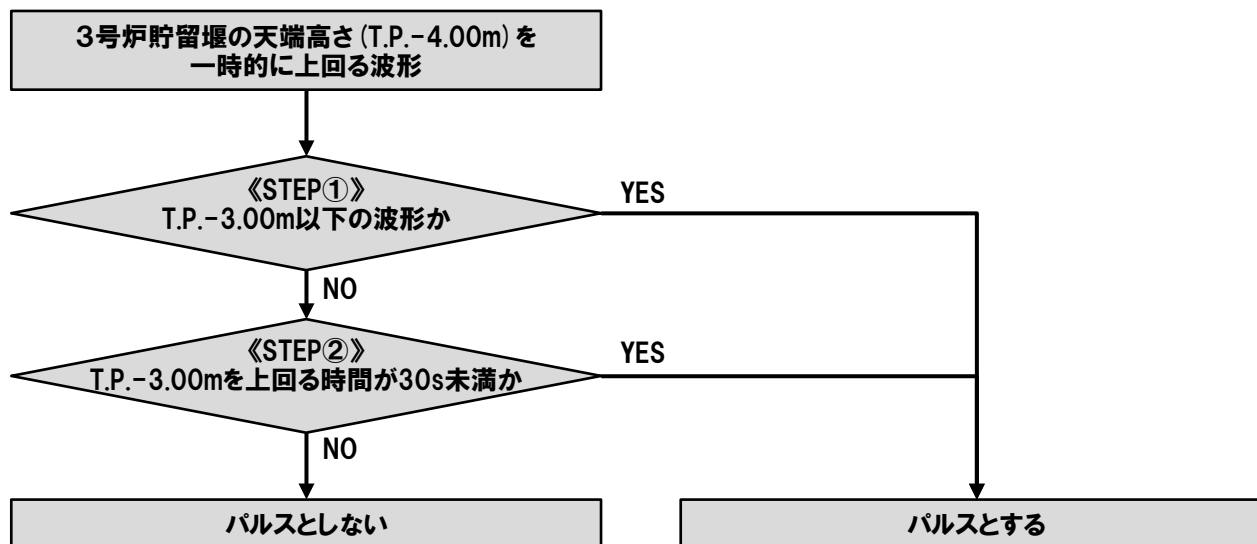 ３号炉貯留堰の天端高さ（T.P.-4.00m）を
一時的に上回る波形
《STEP①》
T.P.-3.00m以下の波形か
YES
NO
《STEP②》
T.P.-3.00mを上回る時間が30s未満か
YES
NO
パルスとしない
パルスとする